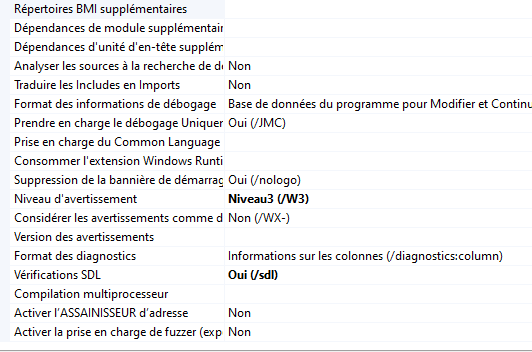 Répertoires BMI supplémentaires
Dépendances de module supplémentair
Dépendances d'unité d'en-tête supplém
Analyser les sources à la recherche de dé Non
Traduire les Includes en Imports Non
Format des informations de débogage Base de données du programme pour Modifier et Continu
Prendre en charge le débogage Uniquer Oui (/JMC)
Prise en charge du Common Language
Consommer l'extension Windows Runti
Suppression de la bannière de démarrag Oui (/nologo)
Niveau d'avertissement Niveau3 (/W3)
Considérer les avertissements comme d Non (/WX-)
Version des avertissements
Format des diagnostics Informations sur les colonnes (/diagnostics:column)
Vérifications SDL Oui (/sdl)
Compilation multiprocesseur
Activer l'ASSAINISSEUR d'adresse Non
Activer la prise en charge de fuzzer (exp Non